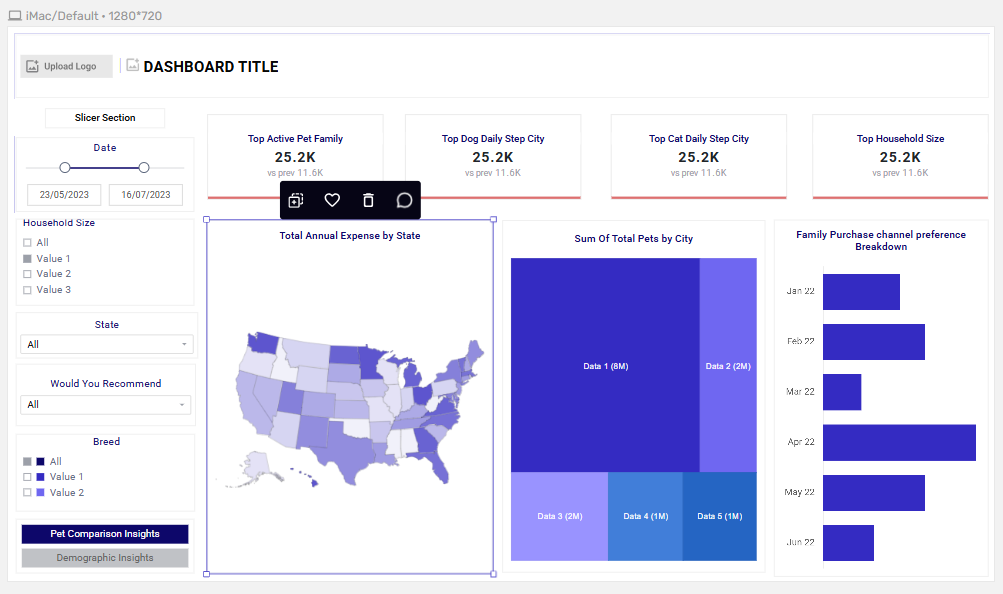 iMac/Default • 1280*720
Upload Logo
DASHBOARD TITLE
Slicer Section
Date
23/05/2023
16/07/2023
Household Size
All
Value 1
Value 2
Value 3
State
All
Would You Recommend
All
Breed
All
Value 1
Value 2
Pet Comparison Insights
Demographic Insights
Top Active Pet Family
25.2K
vs prev 11.6K
Top Dog Daily Step City
25.2K
vs prev 11.6K
Top Cat Daily Step City
25.2K
vs prev 11.6K
Top Household Size
25.2K
vs prev 11.6K
Total Annual Expense by State
Sum Of Total Pets by City
Data 1 (8M)
Data 2 (2M)
Data 3 (2M)
Data 4 (1M)
Data 5 (1M)
Family Purchase channel preference
Breakdown
Jan 22
Feb 22
Mar 22
Apr 22
May 22
Jun 22